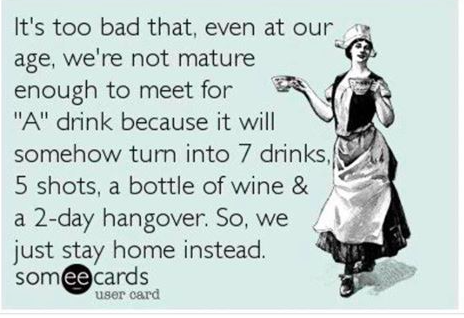 It's too bad that, even at our
age, we're not mature
enough to meet for
"A" drink because it will
somehow turn into 7 drinks,
5 shots, a bottle of wine &
a 2-day hangover. So, we
just stay home instead.
someecards
user card